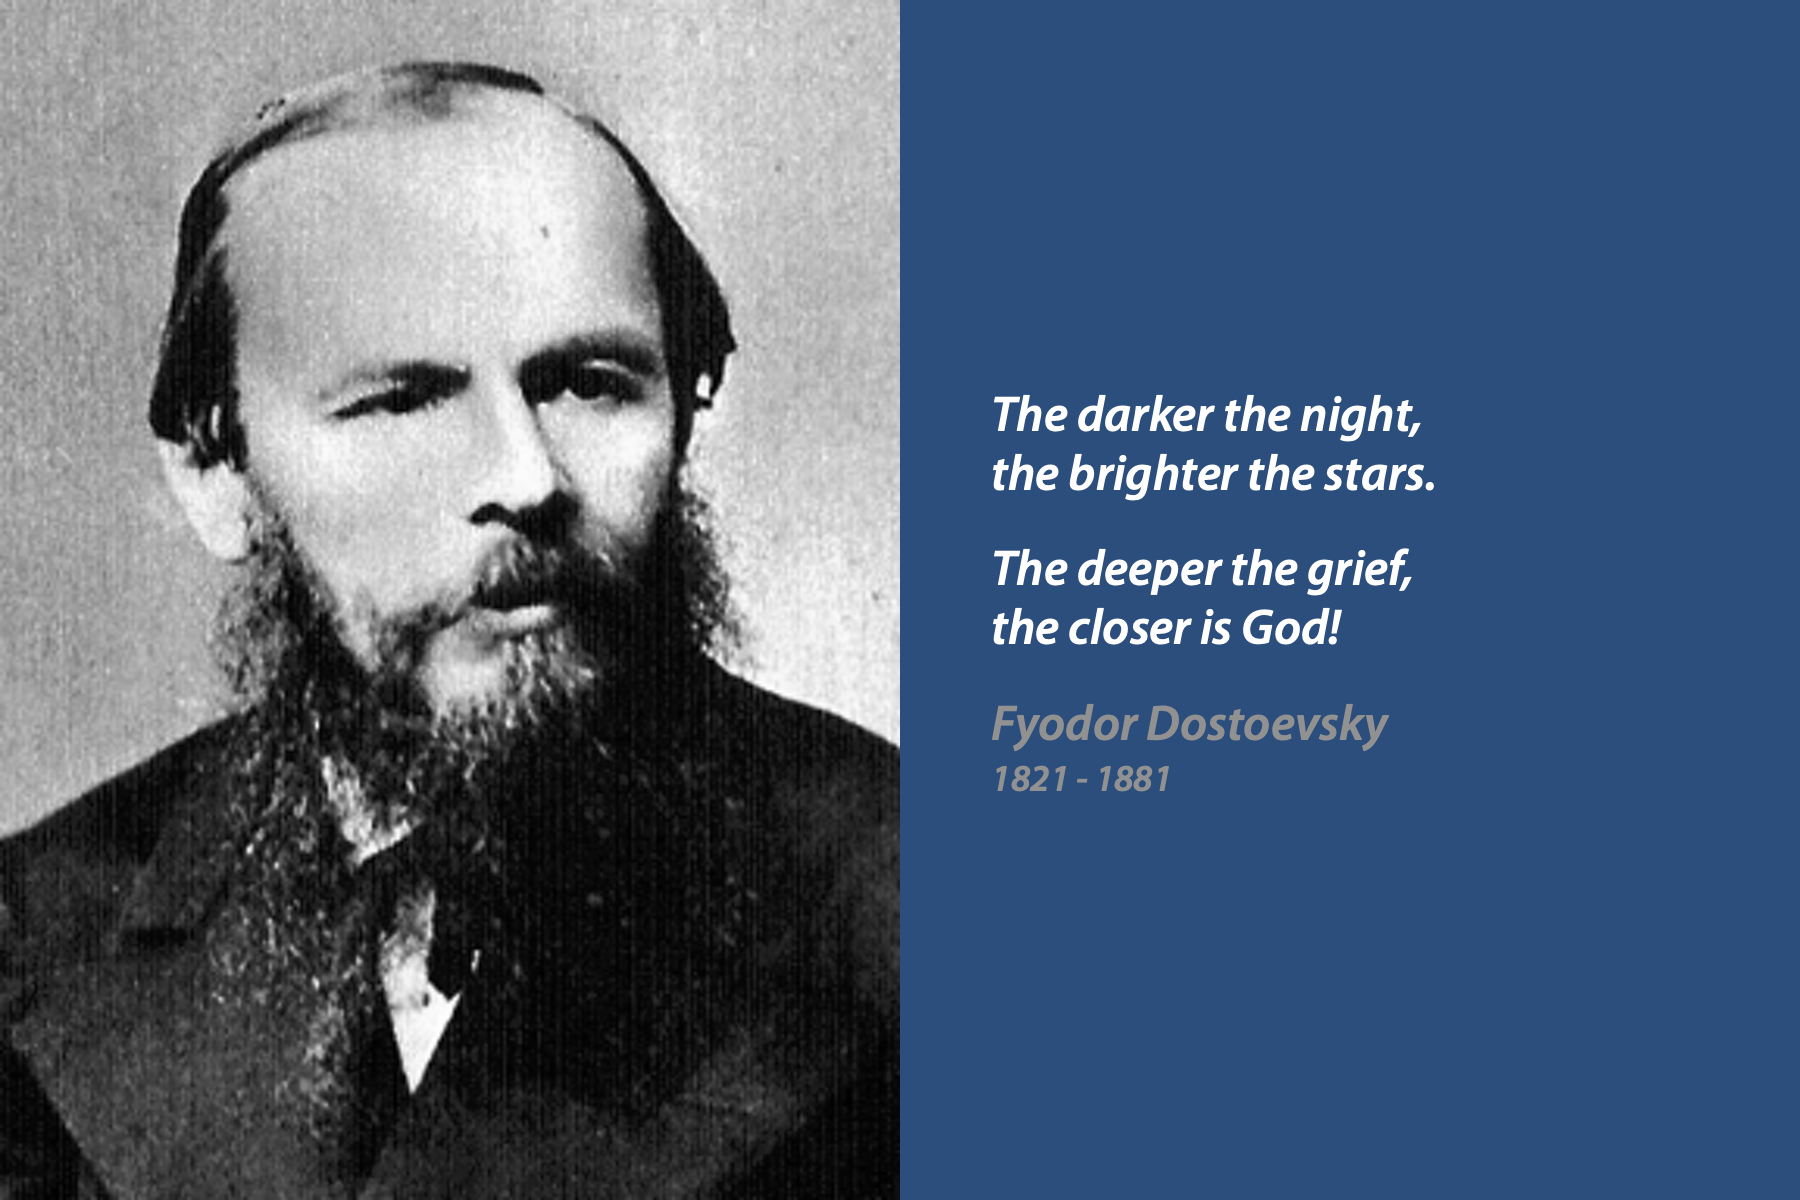 The darker the night,
the brighter the stars.
The deeper the grief,
the closer is God!
Fyodor Dostoevsky
1821 - 1881